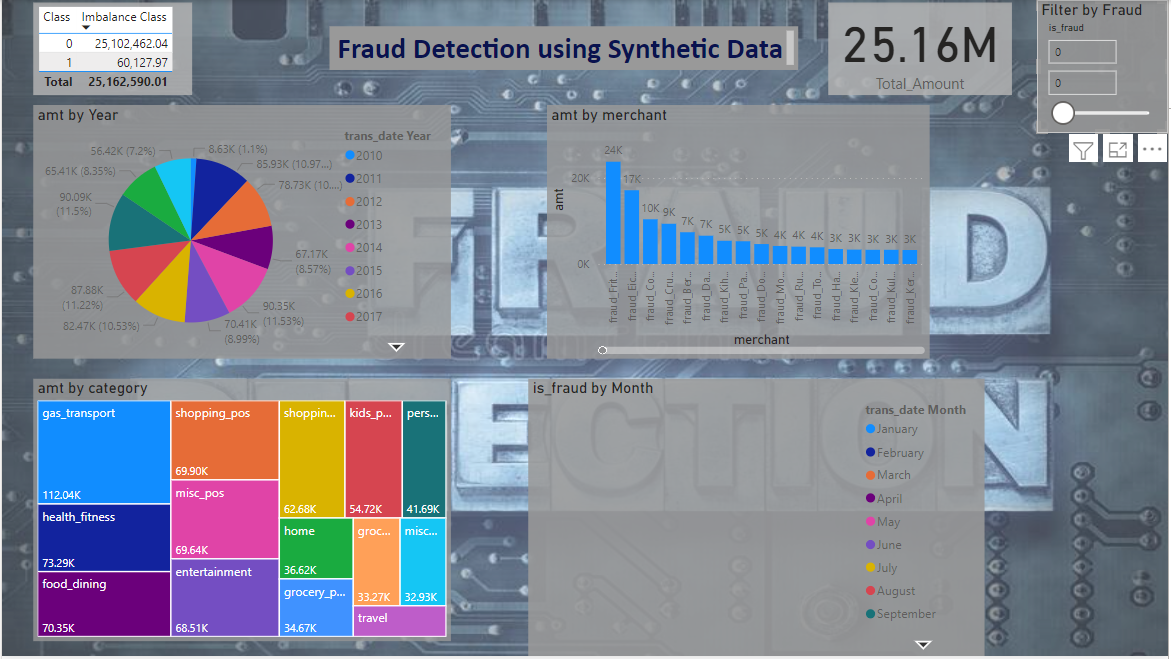 Class Imbalance Class
0 25,102,462.04
1 60,127.97
Total 25,162,590.01
Fraud Detection using Synthetic Data
25.16M
Total_Amount
Filter by Fraud
is_fraud
0
0
amt by Year
8.63K (1.1%)
85.93K (10.97...)
78.73K (10....)
67.17K
(8.57%)
90.35K
(11.53%)
70.41K
(8.99%)
82.47K (10.53%)
87.88K
(11.22%)
90.09K
(11.5%)
65.41K (8.35%)
56.42K (7.2%)
trans_date Year
2010
2011
2012
2013
2014
2015
2016
2017
amt by merchant
amt
20K
0K
24K
17K
10K
9K
7K
7K
5K
5K
5K
4K
4K
4K
3K
3K
3K
3K
3K
fraud_Frit...
fraud_Eic...
fraud_Co...
fraud_Cru...
fraud_Ber...
fraud_Da...
fraud_Kih...
fraud_Pa...
fraud_Do...
fraud_Mo...
fraud_Ru...
fraud_To...
fraud_Ha...
fraud_Kle...
fraud_Co...
fraud_Kul...
fraud_Ker...
merchant
FRAUD
amt by category
gas_transport
112.04K
health_fitness
73.29K
food_dining
70.35K
shopping_pos
69.90K
misc_pos
69.64K
entertainment
68.51K
shoppin...
62.68K
kids_p...
54.72K
pers...
41.69K
home
36.62K
grocery_p...
34.67K
groc...
33.27K
misc...
32.93K
travel
is_fraud by Month
trans_date Month
January
February
March
April
May
June
July
August
September
DETECTION